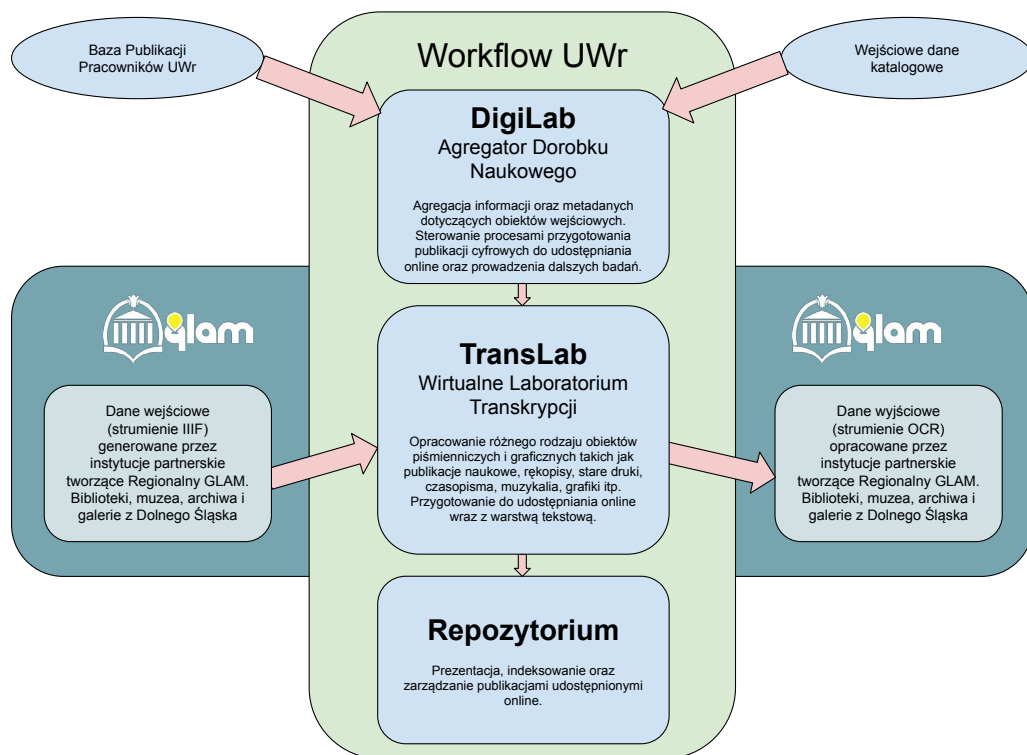 Baza Publikacji
Pracowników UWr
Workflow UWr
Wejściowe dane
katalogowe
DigiLab
Agregator Dorobku
Naukowego
Agregacja informacji oraz metadanych
dotyczących obiektów wejściowych.
Sterowanie procesami przygotowania
publikacji cyfrowych do udostępniania
online oraz prowadzenia dalszych badań.
glam
glam
TransLab
Wirtualne Laboratorium
Transkrypcji
Opracowanie różnego rodzaju obiektów
piśmienniczych i graficznych takich jak
publikacje naukowe, rękopisy, stare druki,
czasopisma, muzykalia, grafiki itp.
Przygotowanie do udostępniania online
wraz z warstwą tekstową.
Dane wejściowe
(strumienie IIIF)
generowane przez
instytucje partnerskie
tworzące Regionalny GLAM.
Biblioteki, muzea, archiwa i
galerie z Dolnego Śląska
Dane wyjściowe
(strumienie OCR)
opracowane przez
instytucje partnerskie
tworzące Regionalny GLAM.
Biblioteki, muzea, archiwa i
galerie z Dolnego Śląska
Repozytorium
Prezentacja, indeksowanie oraz
zarządzanie publikacjami udostępnionymi
online.